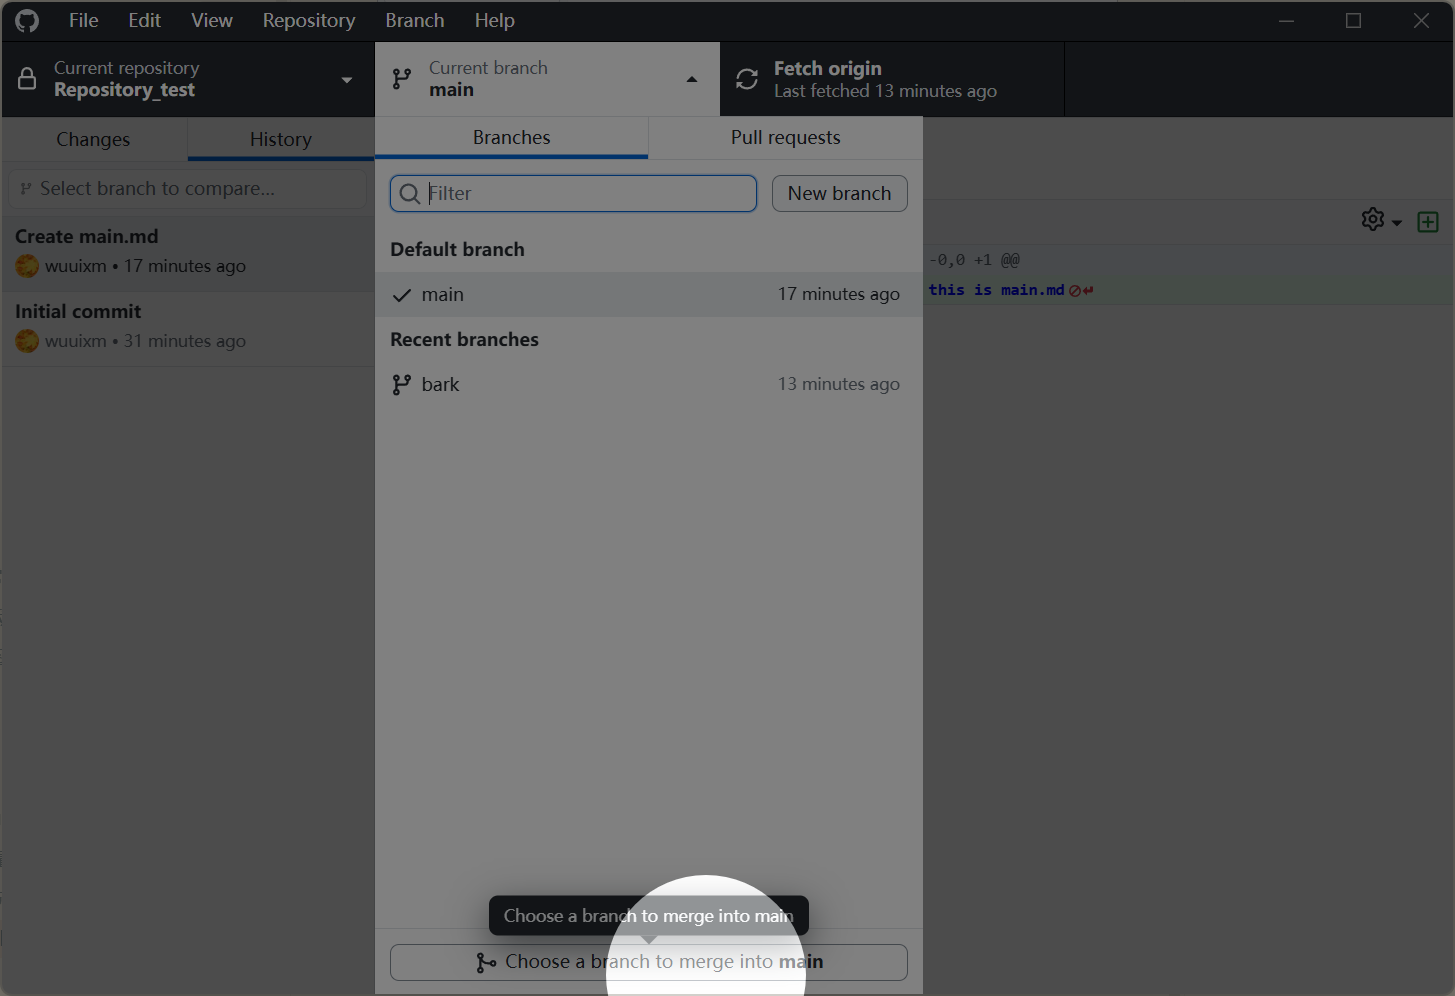 File Edit View Repository Branch Help
Current repository
Repository_test
Current branch
main
Fetch origin
Last fetched 13 minutes ago
Changes
History
Select branch to compare...
Create main.md
wuuixm • 17 minutes ago
Initial commit
wuuixm • 31 minutes ago
Branches
Pull requests
Filter
New branch
Default branch
main 17 minutes ago
Recent branches
bark 13 minutes ago
Choose a branch to merge into main
Choose a branch to merge into main
-0,0 +1 @@
this is main.md